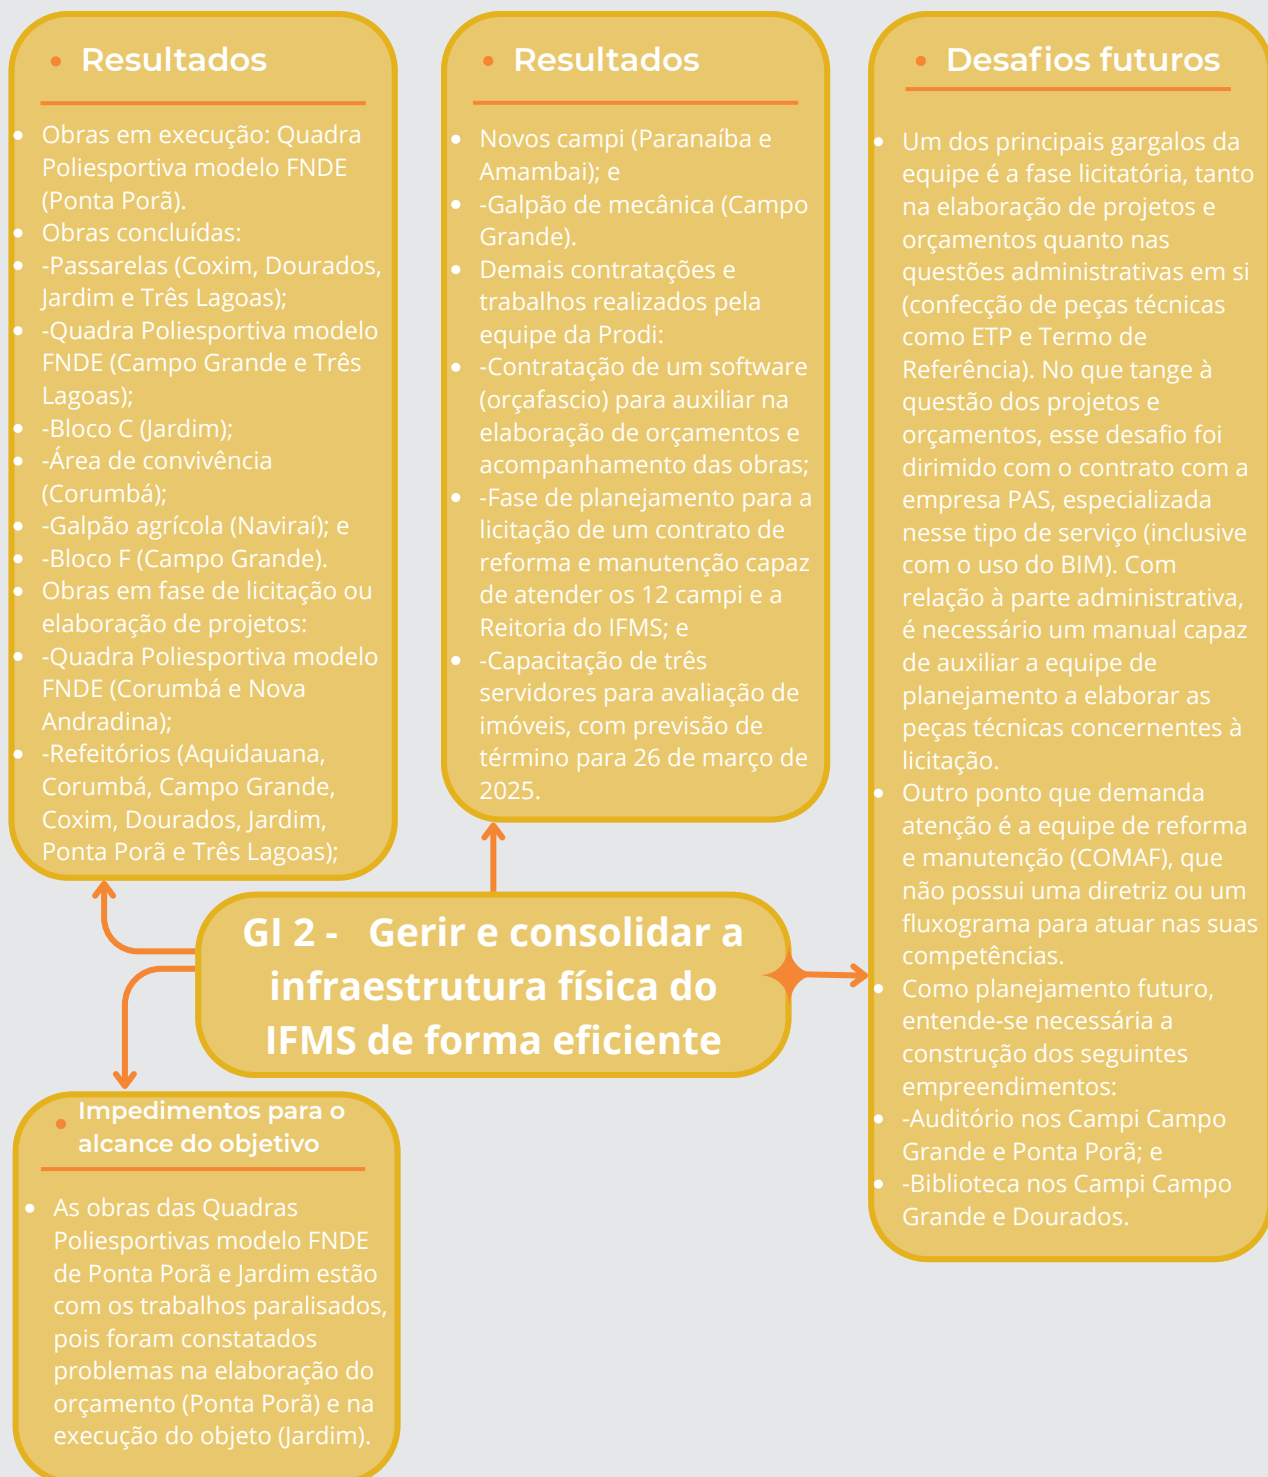 Resultados
Obras em execução: Quadra
Poliesportiva modelo FNDE
(Ponta Porã).
Obras concluídas:
-Passarelas (Coxim, Dourados,
Jardim e Três Lagoas);
-Quadra Poliesportiva modelo
FNDE (Campo Grande e Três
Lagoas);
-Bloco C (Jardim);
-Área de convivência
(Corumbá);
-Galpão agrícola (Naviraí); e
-Bloco F (Campo Grande).
Obras em fase de licitação ou
elaboração de projetos:
-Quadra Poliesportiva modelo
FNDE (Corumbá e Nova
Andradina);
-Refeitórios (Aquidauana,
Corumbá, Campo Grande,
Coxim, Dourados, Jardim,
Ponta Porã e Três Lagoas);
Resultados
Novos campi (Paranaíba e
Amambai); e
-Galpão de mecânica (Campo
Grande).
Demais contratações e
trabalhos realizados pela
equipe da Prodi:
-Contratação de um software
(orçafascio) para auxiliar na
elaboração de orçamentos e
acompanhamento das obras;
-Fase de planejamento para a
licitação de um contrato de
reforma e manutenção capaz
de atender os 12 campi e a
Reitoria do IFMS; e
-Capacitação de três
servidores para avaliação de
imóveis, com previsão de
término para 26 de março de
2025.
Desafios futuros
Um dos principais gargalos da
equipe é a fase licitatória, tanto
na elaboração de projetos e
orçamentos quanto nas
questões administrativas em si
(confecção de peças técnicas
como ETP e Termo de
Referência). No que tange à
questão dos projetos e
orçamentos, esse desafio foi
dirimido com o contrato com a
empresa PAS, especializada
nesse tipo de serviço (inclusive
com o uso do BIM). Com
relação à parte administrativa,
é necessário um manual capaz
de auxiliar a equipe de
planejamento a elaborar as
peças técnicas concernentes à
licitação.
Outro ponto que demanda
atenção é a equipe de reforma
e manutenção (COMAF), que
não possui uma diretriz ou um
fluxograma para atuar nas suas
competências.
Como planejamento futuro,
entende-se necessária a
construção dos seguintes
empreendimentos:
-Auditório nos Campi Campo
Grande e Ponta Porã; e
-Biblioteca nos Campi Campo
Grande e Dourados.
GI 2 - Gerir e consolidar a
infraestrutura física do
IFMS de forma eficiente
Impedimentos para o
alcance do objetivo
As obras das Quadras
Poliesportivas modelo FNDE
de Ponta Porã e Jardim estão
com os trabalhos paralisados,
pois foram constatados
problemas na elaboração do
orçamento (Ponta Porã) e na
execução do objeto (Jardim).